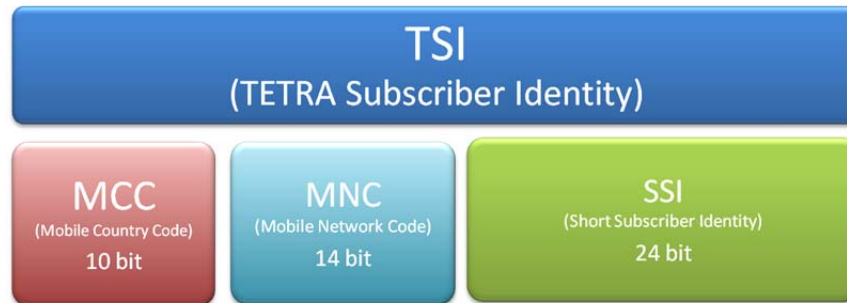 TSI
(TETRA Subscriber Identity)
MCC
(Mobile Country Code)
10 bit
MNC
(Mobile Network Code)
14 bit
SSI
(Short Subscriber Identity)
24 bit